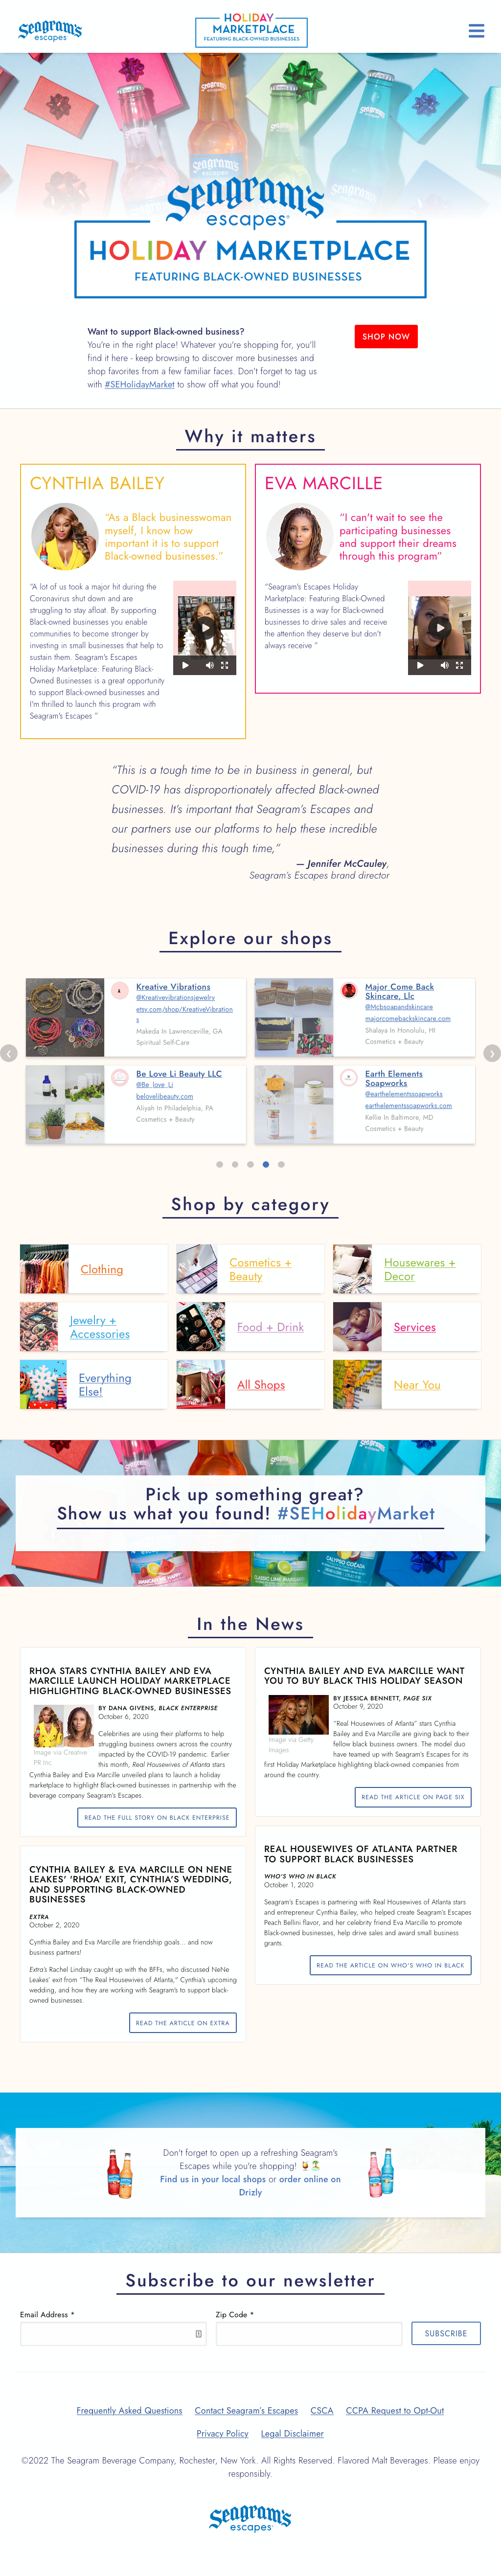 Seagram's
escapes
HOLIDAY
MARKETPLACE
FEATURING BLACK-OWNED BUSINESSES
Seagram's
escapes
HOLIDAY MARKETPLACE
FEATURING BLACK-OWNED BUSINESSES
Want to support Black-owned business?
You're in the right place! Whatever you're shopping for, you'll
find it here - keep browsing to discover more businesses and
shop favorites from a few familiar faces. Don't forget to tag us
with #SEHolidayMarket to show off what you found!
SHOP NOW
Why it matters
CYNTHIA BAILEY
"As a Black businesswoman
myself, I know how
important it is to support
Black-owned businesses."
"A lot of us took a major hit during the
Coronavirus shut down and are
struggling to stay afloat. By supporting
Black-owned businesses you enable
communities to become stronger by
investing in small businesses that help to
sustain them. Seagram's Escapes
Holiday Marketplace: Featuring Black-
Owned Businesses is a great opportunity
to support Black-owned businesses and
I'm thrilled to launch this program with
Seagram's Escapes "
EVA MARCILLE
"I can't wait to see the
participating businesses
and support their dreams
through this program"
"Seagram's Escapes Holiday
Marketplace: Featuring Black-Owned
Businesses is a way for Black-owned
businesses to drive sales and receive
the attention they deserve but don't
always receive "
“This is a tough time to be in business in general, but
COVID-19 has disproportionately affected Black-owned
businesses. It’s important that Seagram’s Escapes and
our partners use our platforms to help these incredible
businesses during this tough time,”
— Jennifer McCauley,
Seagram’s Escapes brand director
Explore our shops
Kreative Vibrations
@Kreativevibrationsjewelry
etsy.com/shop/KreativeVibration
s
Makeda In Lawrenceville, GA
Spiritual Self-Care
Major Come Back
Skincare, Llc
@Mcbsoapandskincare
majorcomebackskincare.com
Shalaya In Honolulu, HI
Cosmetics + Beauty
Be Love Li Beauty LLC
@Be_love_Li
belovelibeauty.com
Aliyah In Philadelphia, PA
Cosmetics + Beauty
Earth Elements
Soapworks
@earthelementssoapworks
earthelementssoapworks.com
Kellie In Baltimore, MD
Cosmetics + Beauty
Shop by category
Clothing
Cosmetics +
Beauty
Housewares +
Decor
Jewelry +
Accessories
Food + Drink
Services
Everything
Else!
All Shops
Near You
Pick up something great?
Show us what you found! #SEHolidayMarket
In the News
RHOA STARS CYNTHIA BAILEY AND EVA
MARCILLE LAUNCH HOLIDAY MARKETPLACE
HIGHLIGHTING BLACK-OWNED BUSINESSES
BY DANA GIVENS, BLACK ENTERPRISE
October 6, 2020
Image via Creative
PR Inc
Celebrities are using their platforms to help
struggling business owners across the country
impacted by the COVID-19 pandemic. Earlier
this month, Real Housewives of Atlanta stars
Cynthia Bailey and Eva Marcille unveiled plans to launch a holiday
marketplace to highlight Black-owned businesses in partnership with the
beverage company Seagram's Escapes.
READ THE FULL STORY ON BLACK ENTERPRISE
CYNTHIA BAILEY AND EVA MARCILLE WANT
YOU TO BUY BLACK THIS HOLIDAY SEASON
BY JESSICA BENNETT, PAGE SIX
October 9, 2020
Image via Getty
Images
"Real Housewives of Atlanta" stars Cynthia
Bailey and Eva Marcille are giving back to their
fellow black business owners. The model duo
have teamed up with Seagram's Escapes for its
first Holiday Marketplace highlighting black-owned companies from
around the country.
READ THE ARTICLE ON PAGE SIX
CYNTHIA BAILEY & EVA MARCILLE ON NENE
LEAKES' 'RHOA' EXIT, CYNTHIA'S WEDDING,
AND SUPPORTING BLACK-OWNED
BUSINESSES
EXTRA
October 2, 2020
Cynthia Bailey and Eva Marcille are friendship goals... and now
business partners!
Extra's Rachel Lindsay caught up with the BFFs, who discussed NeNe
Leakes' exit from "The Real Housewives of Atlanta," Cynthia's upcoming
wedding, and how they are working with Seagram's to support black-
owned businesses.
READ THE ARTICLE ON EXTRA
REAL HOUSEWIVES OF ATLANTA PARTNER
TO SUPPORT BLACK BUSINESSES
WHO'S WHO IN BLACK
October 1, 2020
Seagram's Escapes is partnering with Real Housewives of Atlanta stars
and entrepreneur Cynthia Bailey, who helped create Seagram's Escapes
Peach Bellini flavor, and her celebrity friend Eva Marcille to promote
Black-owned businesses, help drive sales and award small business
grants.
READ THE ARTICLE ON WHO'S WHO IN BLACK
Don't forget to open up a refreshing Seagram's
Escapes while you're shopping! 🍹🏝️
Find us in your local shops or order online on
Drizly
Subscribe to our newsletter
Email Address *
Zip Code *
SUBSCRIBE
Frequently Asked Questions
Contact Seagram's Escapes
CSCA
CCPA Request to Opt-Out
Privacy Policy
Legal Disclaimer
©2022 The Seagram Beverage Company, Rochester, New York. All Rights Reserved. Flavored Malt Beverages. Please enjoy
responsibly.
Seagram's
escapes